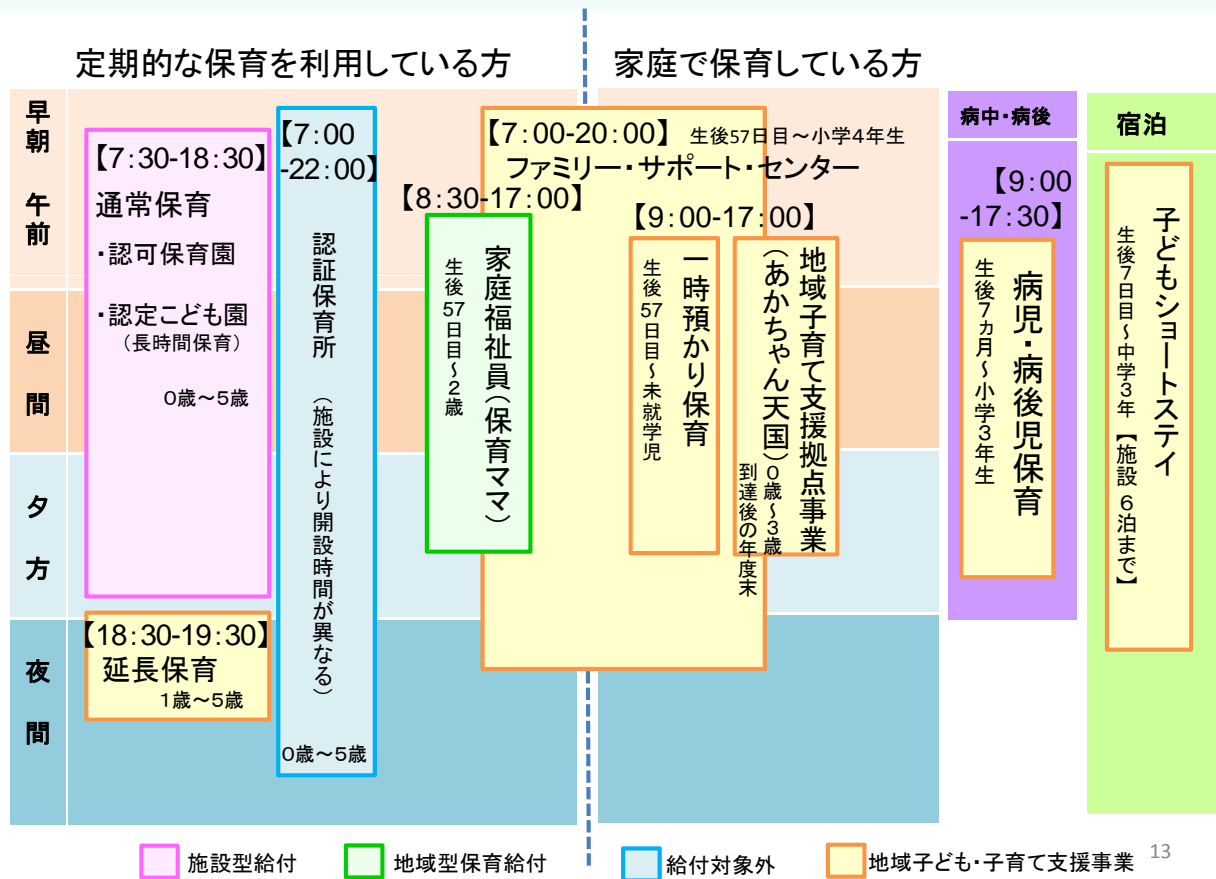 定期的な保育を利用している方
家庭で保育している方
早朝
午前
昼間
夕方
夜間
【7:30-18:30】
通常保育
・認可保育園
・認定こども園
(長時間保育)
0歳～5歳
【18:30-19:30】
延長保育
1歳～5歳
【7:00
-22:00】
認証保育所 (施設により開設時間が異なる)
0歳～5歳
【7:00-20:00】 生後57日目～小学4年生
ファミリー・サポート・センター
【8:30-17:00】
家庭福祉員(保育ママ)
生後57日目～2歳
【9:00-17:00】
一時預かり保育
生後57日目～未就学児
地域子育て支援拠点事業
(あかちゃん天国) 0歳～3歳
到達後の年度末
病中・病後
【9:00
-17:30】
病児・病後児保育
生後7ヵ月～小学3年生
宿泊
子どもショートステイ
生後7日目～中学3年 【施設 6泊まで】
施設型給付
地域型保育給付
給付対象外
地域子ども・子育て支援事業
13